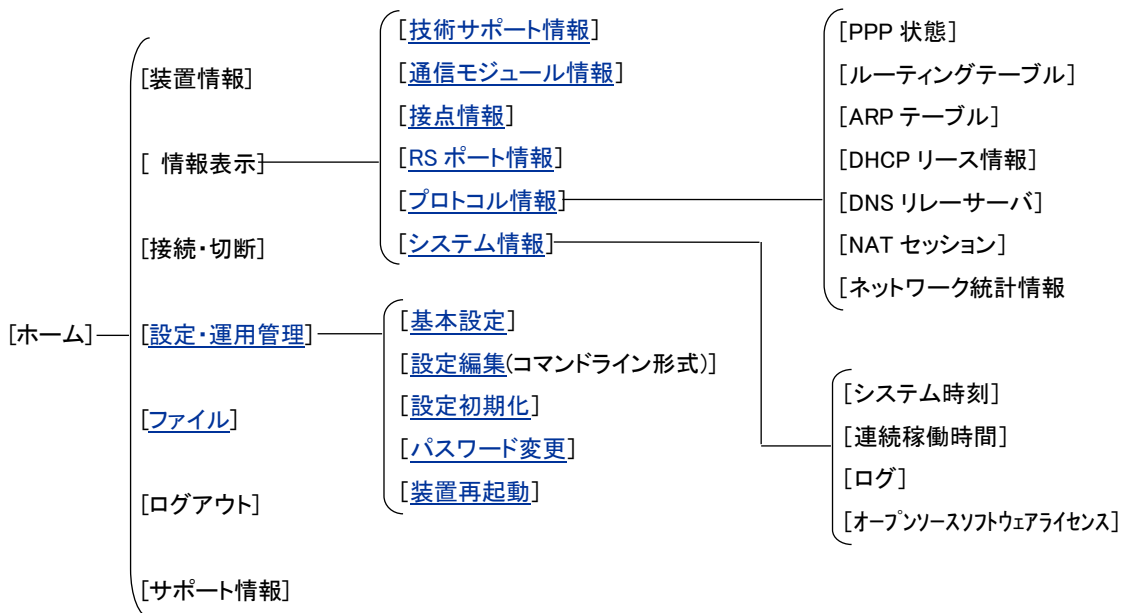 [ホーム]
[装置情報]
[ 情報表示]
[接続・切断]
[設定・運用管理]
[ファイル]
[ログアウト]
[サポート情報]
[技術サポート情報]
[通信モジュール情報]
[接点情報]
[RS ポート情報]
[プロトコル情報]
[システム情報]
[基本設定]
[設定編集(コマンドライン形式)]
[設定初期化]
[パスワード変更]
[装置再起動]
[PPP 状態]
[ルーティングテーブル]
[ARP テーブル]
[DHCP リース情報]
[DNS リレーサーバ]
[NAT セッション]
[ネットワーク統計情報
[システム時刻]
[連続稼働時間]
[ログ]
[オープンソースソフトウェアライセンス]